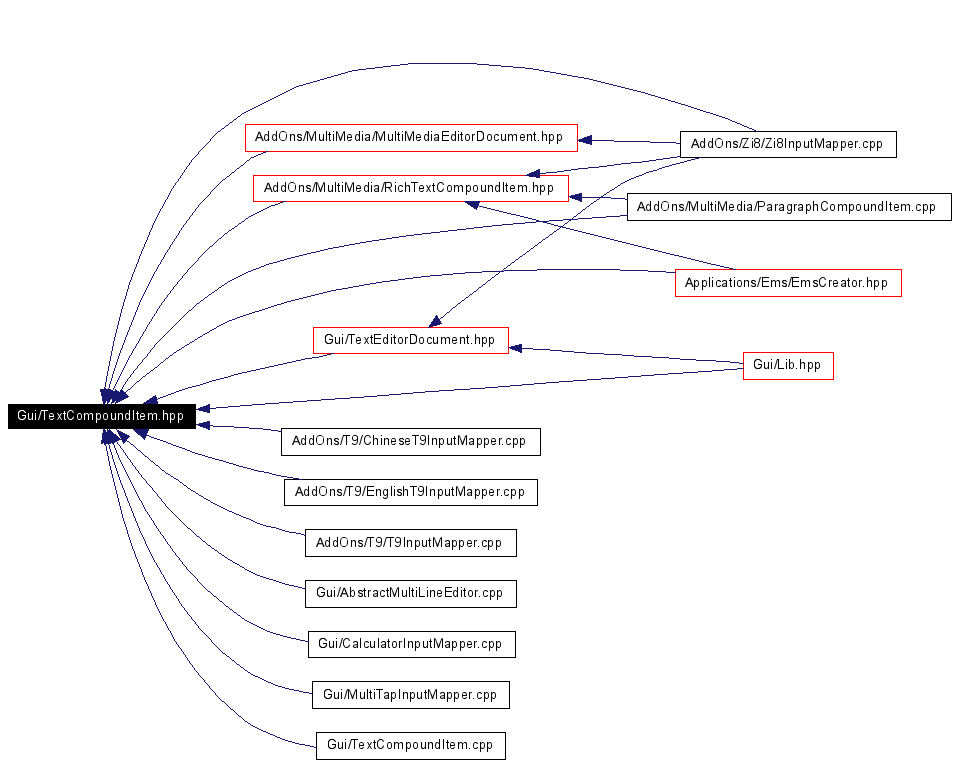 AddOns/MultiMedia/MultiMediaEditorDocument.hpp
AddOns/Zi8/Zi8InputMapper.cpp
AddOns/MultiMedia/RichTextCompoundItem.hpp
AddOns/MultiMedia/ParagraphCompoundItem.cpp
Applications/Ems/EmsCreator.hpp
Gui/TextEditorDocument.hpp
Gui/Lib.hpp
Gui/TextCompoundItem.hpp
AddOns/T9/ChineseT9InputMapper.cpp
AddOns/T9/EnglishT9InputMapper.cpp
AddOns/T9/T9InputMapper.cpp
Gui/AbstractMultiLineEditor.cpp
Gui/CalculatorInputMapper.cpp
Gui/MultiTapInputMapper.cpp
Gui/TextCompoundItem.cpp